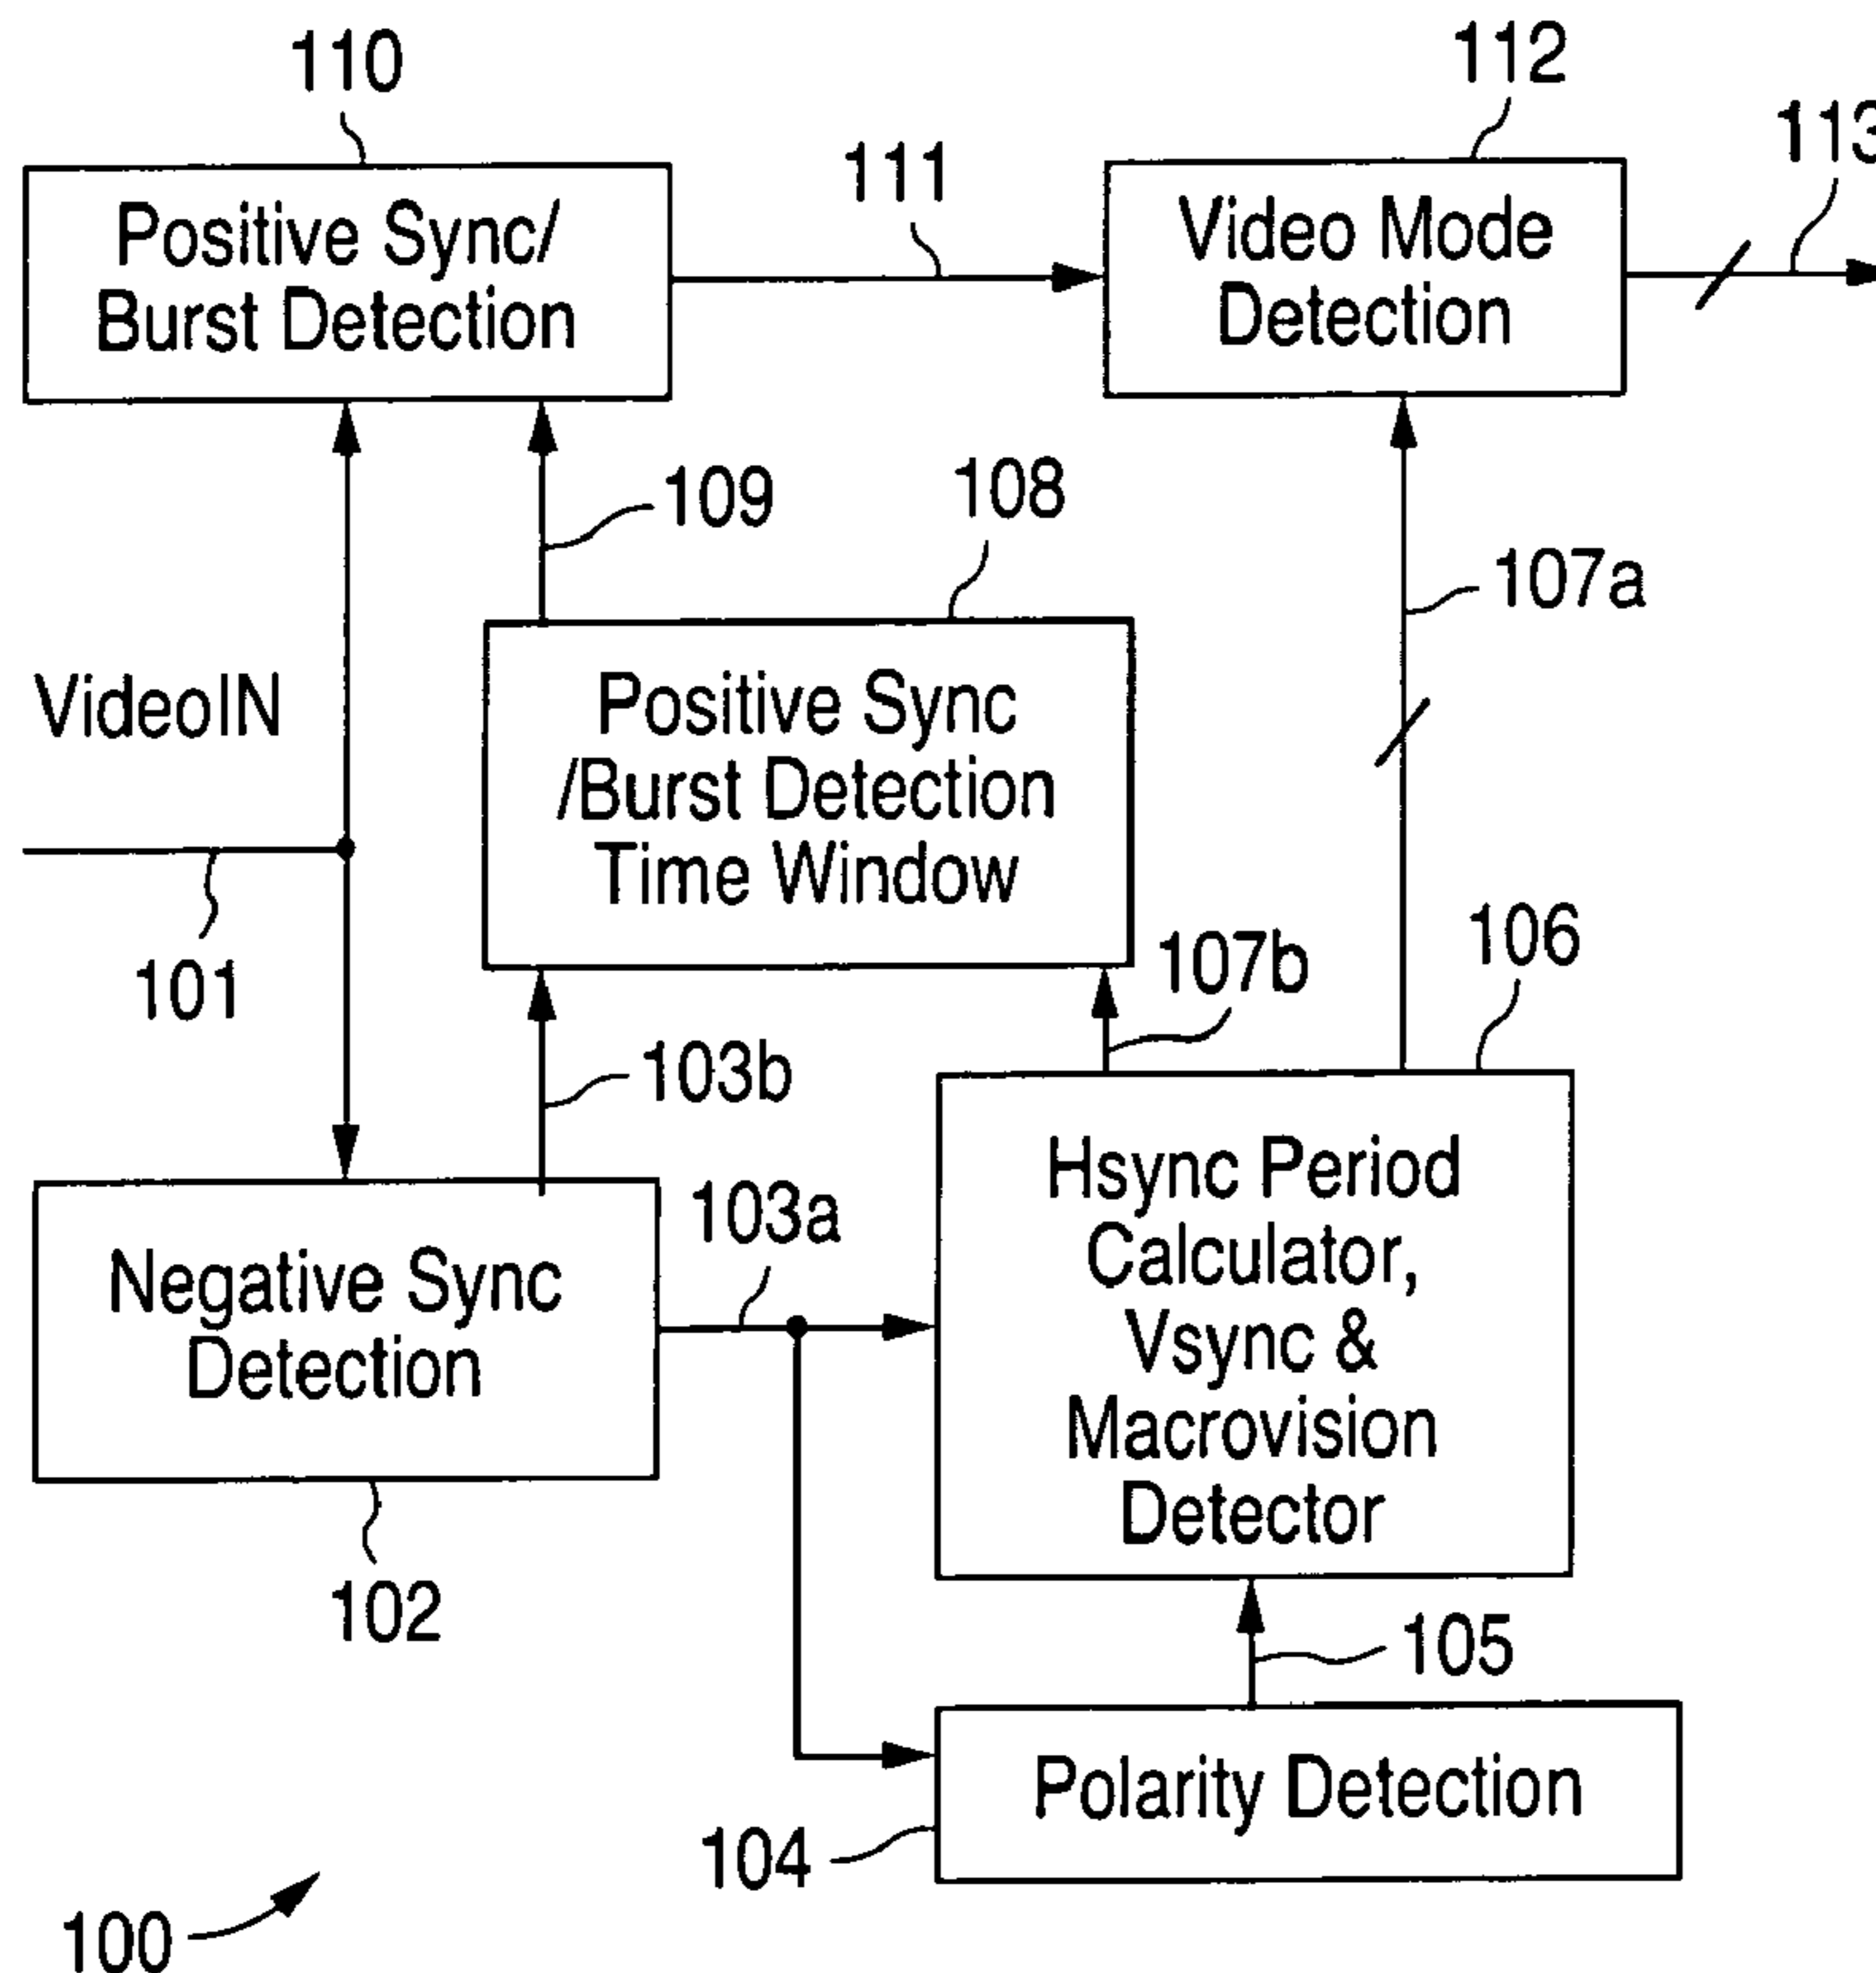 110
112
113
111
Positive Sync/
Burst Detection
Video Mode
Detection
109
108
107a
VideoIN
Positive Sync
/Burst Detection
Time Window
101
107b
106
103b
103a
Negative Sync
Detection
Hsync Period
Calculator,
Vsync &
Macrovision
Detector
102
105
Polarity Detection
104
100